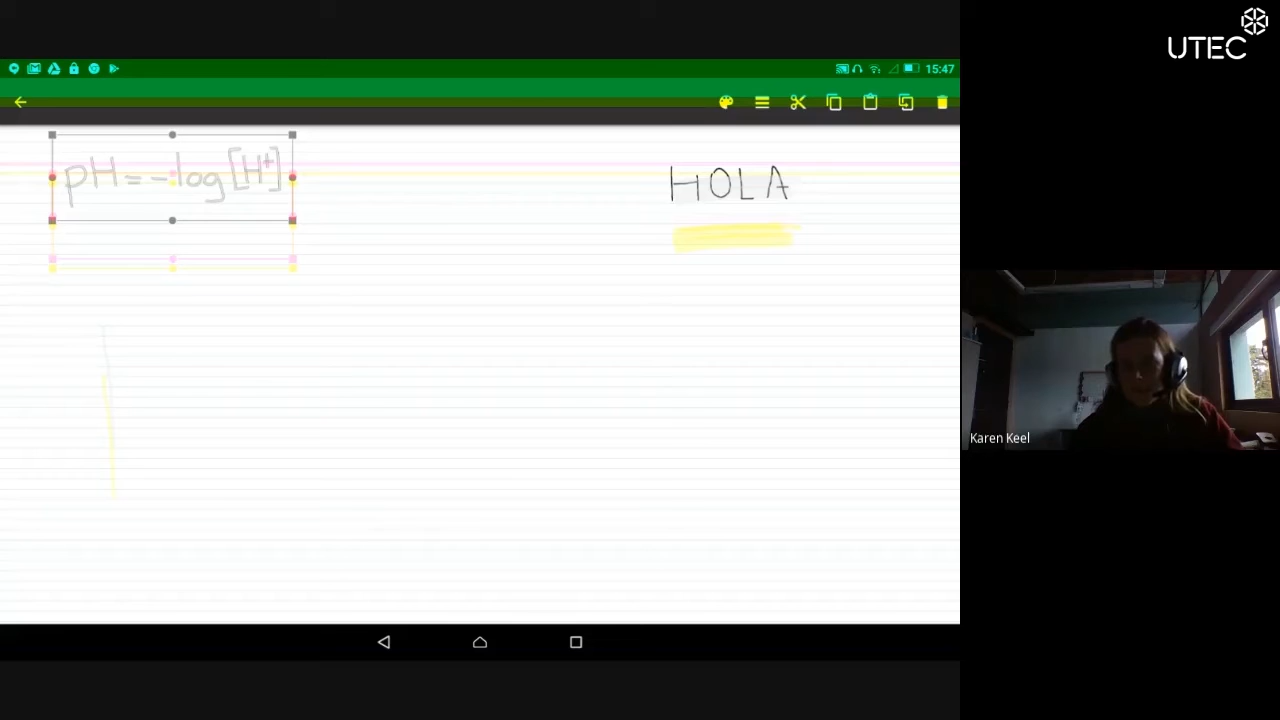 UTEC
15:47
pH = -log[H⁺]
HOLA
Karen Keel